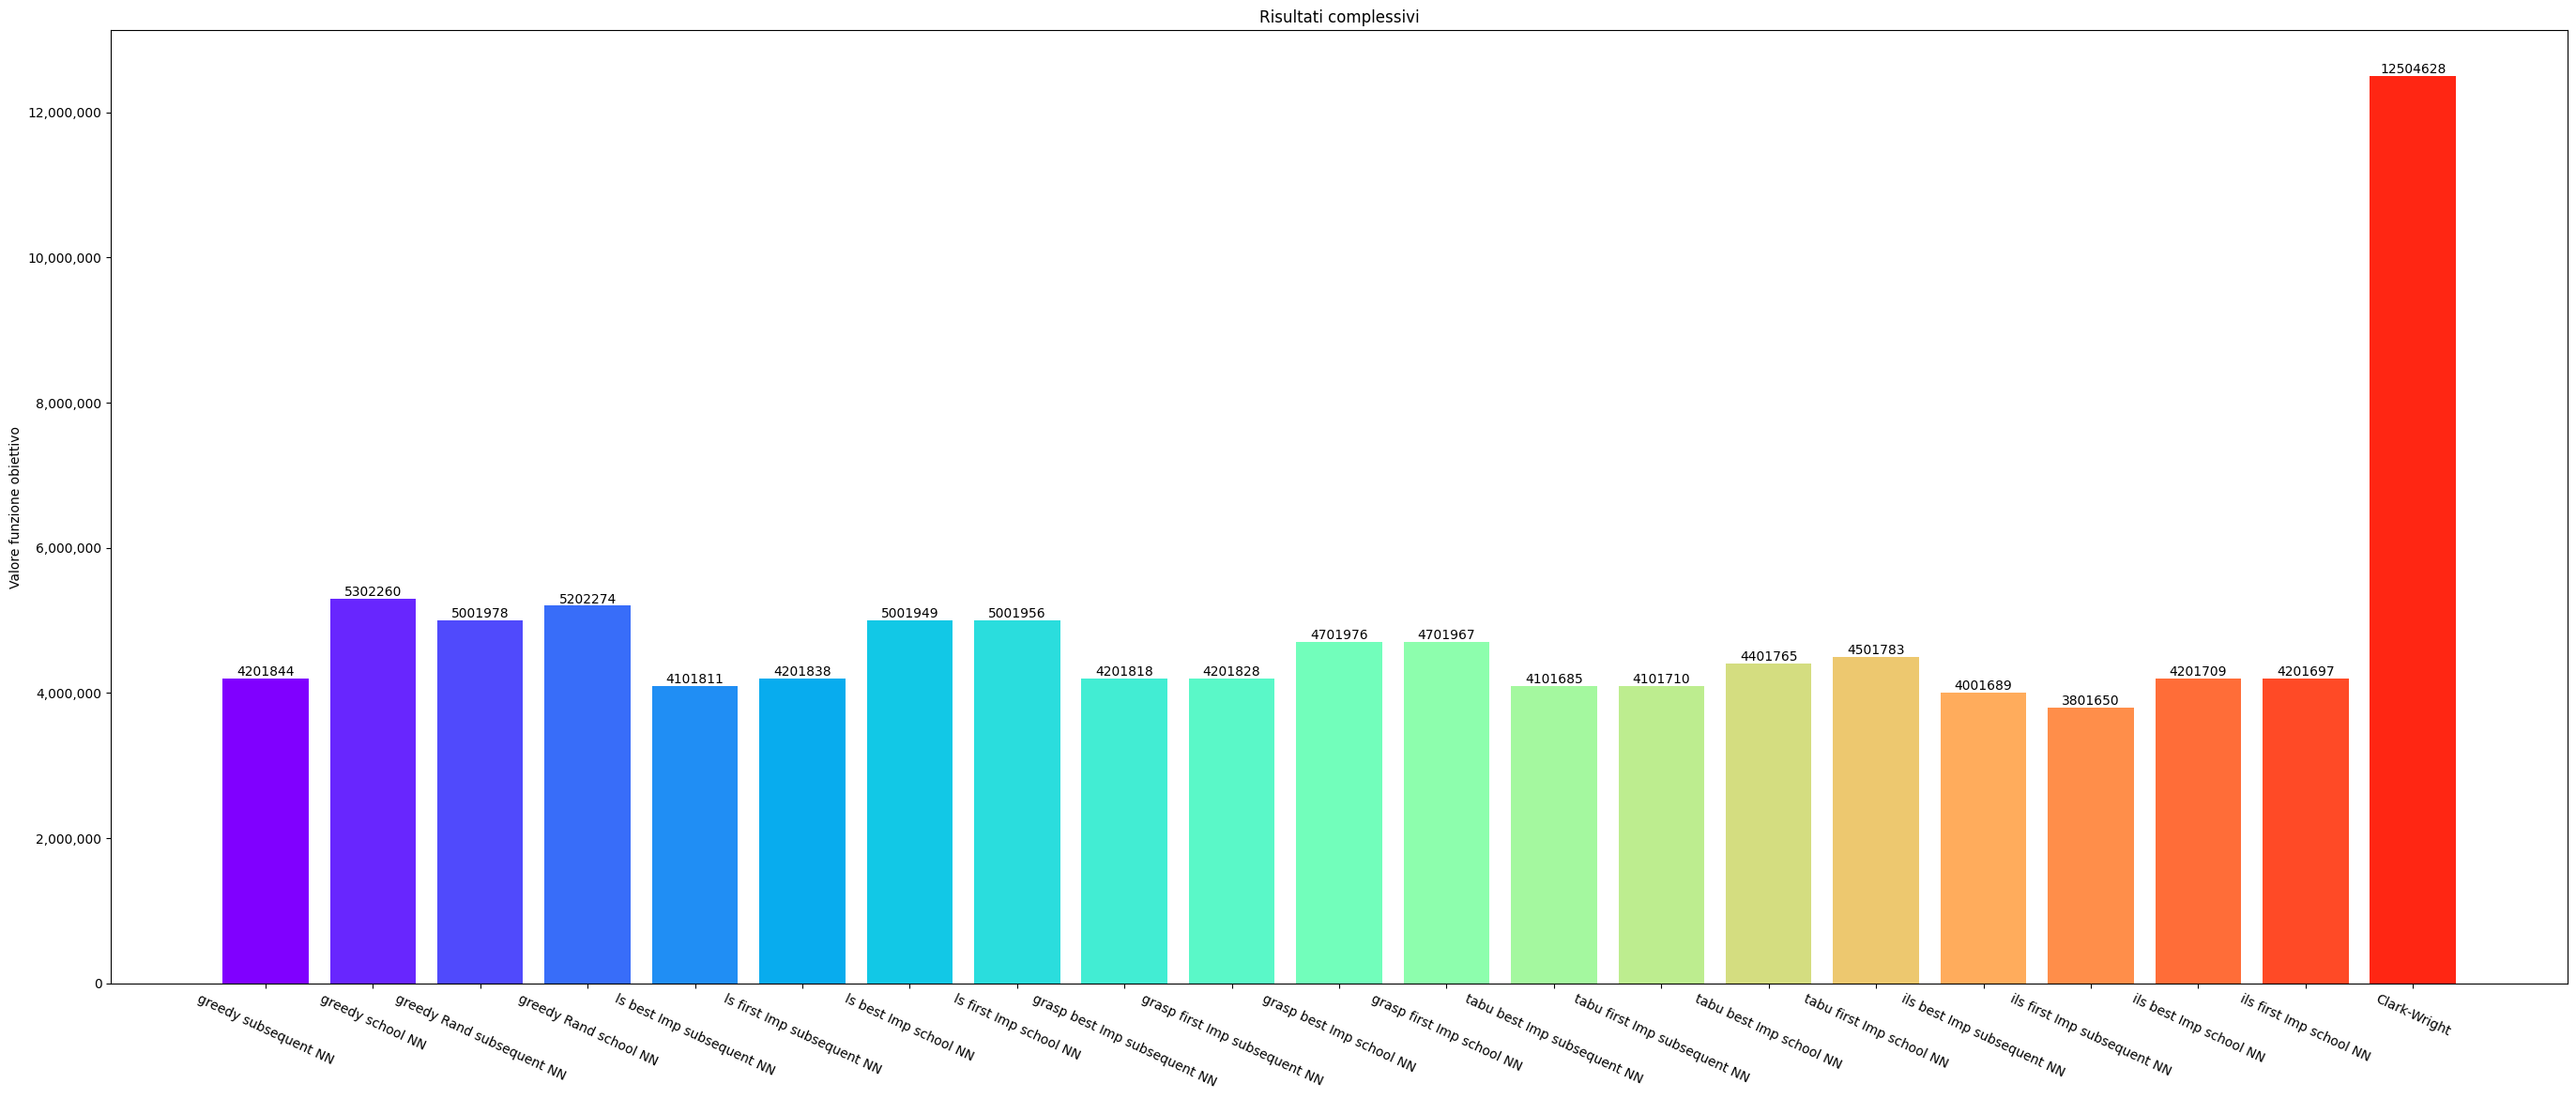 Risultati complessivi
Valore funzione obiettivo
12,000,000
10,000,000
8,000,000
6,000,000
4,000,000
2,000,000
0
4201844
5302260
5001978
5202274
4101811
4201838
5001949
5001956
4201818
4201828
4701976
4701967
4101685
4101710
4401765
4501783
4001689
3801650
4201709
4201697
12504628
greedy subsequent NN
greedy school NN
greedy Rand subsequent NN
greedy Rand school NN
ls best Imp subsequent NN
ls first Imp subsequent NN
ls best Imp school NN
ls first Imp school NN
grasp best Imp subsequent NN
grasp first Imp subsequent NN
grasp best Imp school NN
grasp first Imp school NN
tabu best Imp subsequent NN
tabu first Imp subsequent NN
tabu best Imp school NN
tabu first Imp school NN
ils best Imp subsequent NN
ils first Imp subsequent NN
ils best Imp school NN
ils first Imp school NN
Clark-Wright